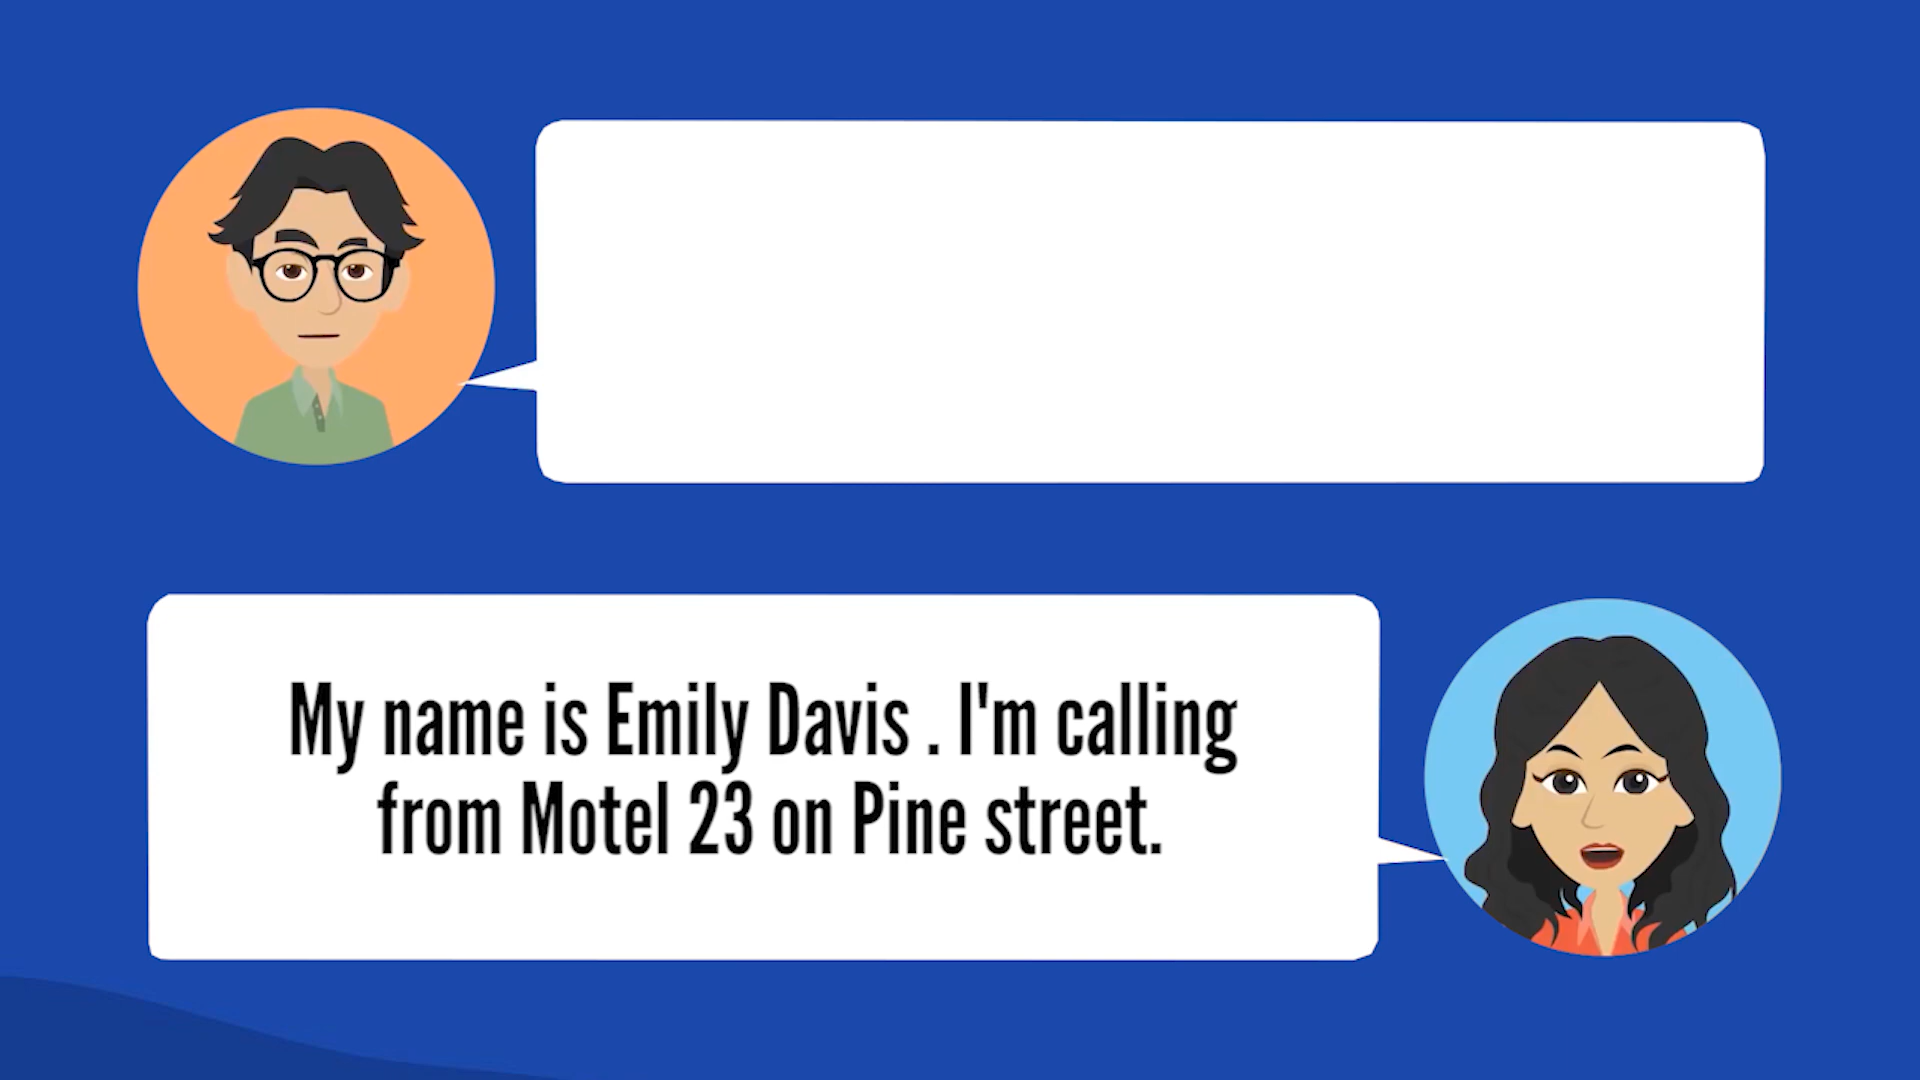 My name is Emily Davis . I'm calling
from Motel 23 on Pine street.